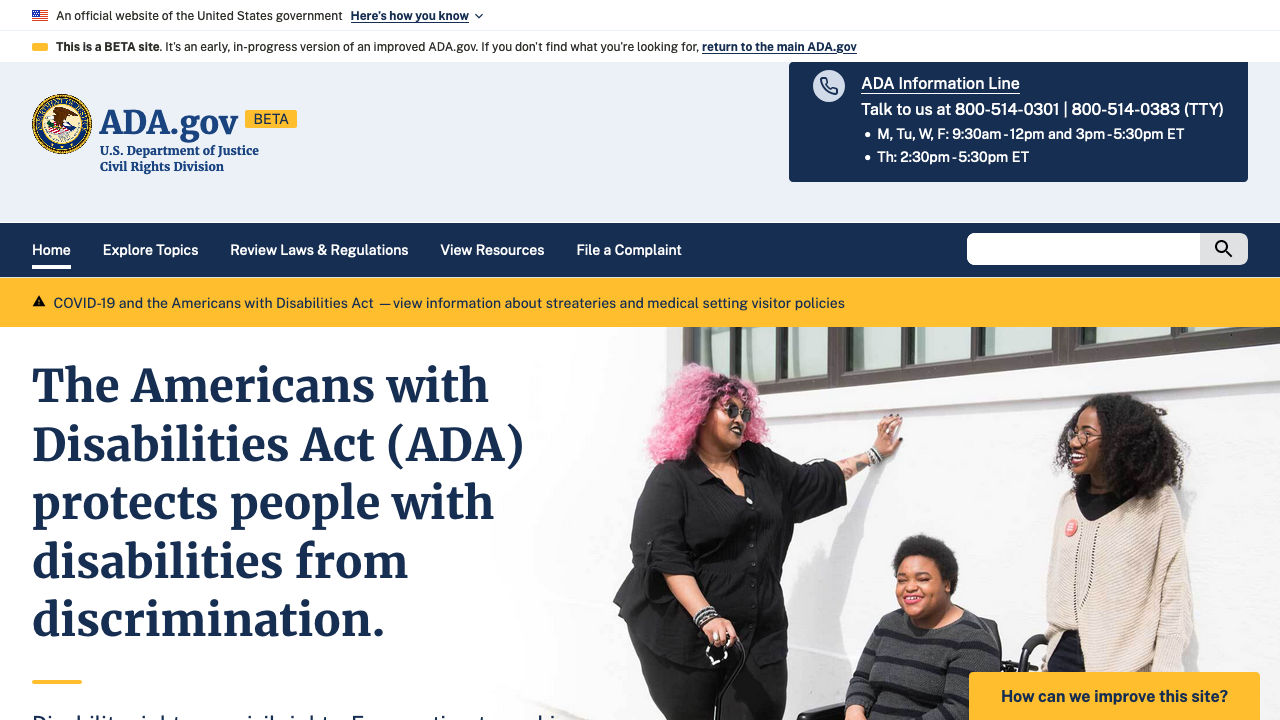 An official website of the United States government Here's how you know
This is a BETA site. It's an early, in-progress version of an improved ADA.gov. If you don't find what you're looking for, return to the main ADA.gov
ADA.gov BETA
U.S. Department of Justice
Civil Rights Division
ADA Information Line
Talk to us at 800-514-0301 | 800-514-0383 (TTY)
• M, Tu, W, F: 9:30am - 12pm and 3pm - 5:30pm ET
• Th: 2:30pm - 5:30pm ET
Home Explore Topics Review Laws & Regulations View Resources File a Complaint
COVID-19 and the Americans with Disabilities Act — view information about streateries and medical setting visitor policies
The Americans with
Disabilities Act (ADA)
protects people with
disabilities from
discrimination.
How can we improve this site?